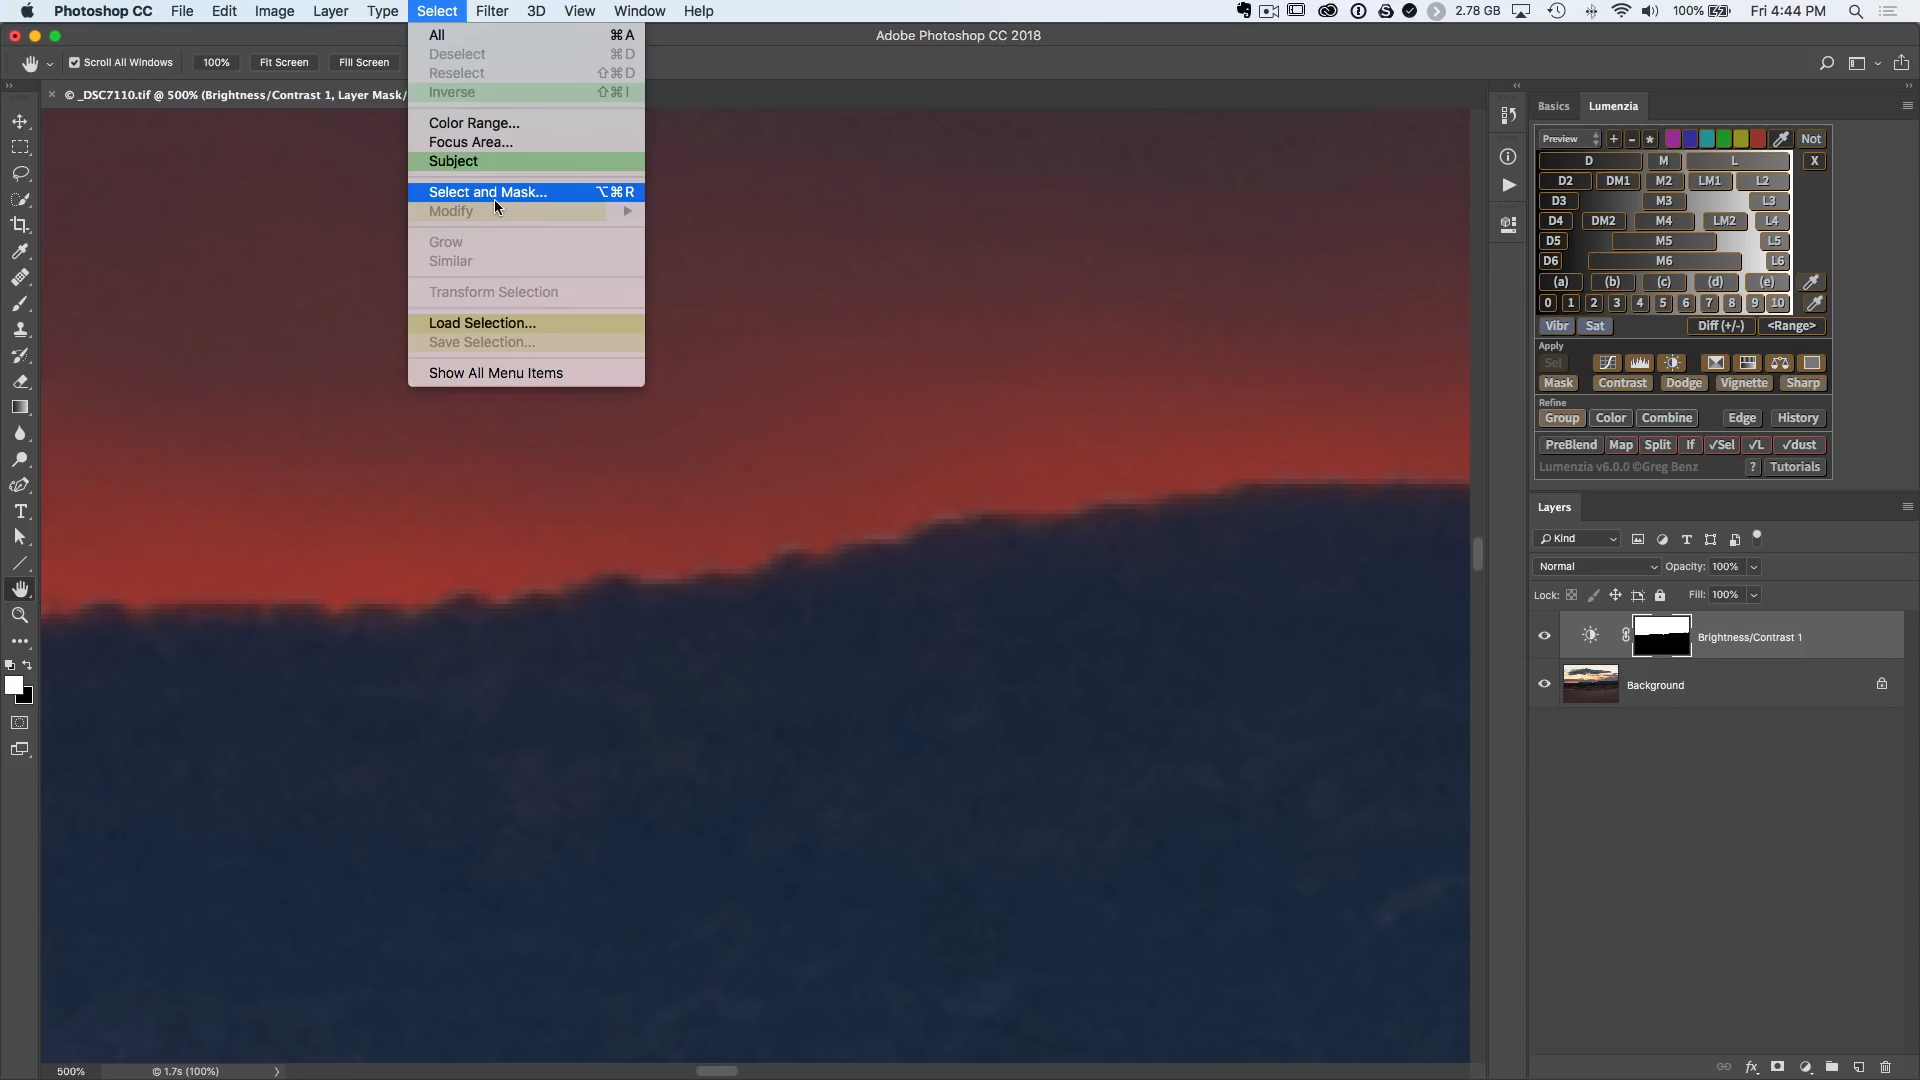 Photoshop CC File Edit Image Layer Type Select Filter 3D View Window Help 2.78 GB 100% Fri 4:44 PM
Adobe Photoshop CC 2018
Scroll All Windows 100% Fit Screen Fill Screen
© _DSC7110.tif @ 500% (Brightness/Contrast 1, Layer Mask/
All ⌘A
Deselect ⌘D
Reselect ⇧⌘D
Inverse ⇧⌘I
Color Range...
Focus Area...
Subject
Select and Mask... ⌥⌘R
Modify
Grow
Similar
Transform Selection
Load Selection...
Save Selection...
Show All Menu Items
Basics Lumenzia
Preview + - * Not
D M L X
D2 DM1 M2 LM1 L2
D3 M3 L3
D4 DM2 M4 LM2 L4
D5 M5 L5
D6 M6 L6
(a) (b) (c) (d) (e)
0 1 2 3 4 5 6 7 8 9 10
Vibr Sat Diff (+/-) <Range>
Apply
Sel
Mask Contrast Dodge Vignette Sharp
Refine
Group Color Combine Edge History
PreBlend Map Split If √Sel √L √dust
Lumenzia v6.0.0 ©Greg Benz ? Tutorials
Layers
Kind
Normal Opacity: 100%
Lock: Fill: 100%
Brightness/Contrast 1
Background
500% © 1.7s (100%)